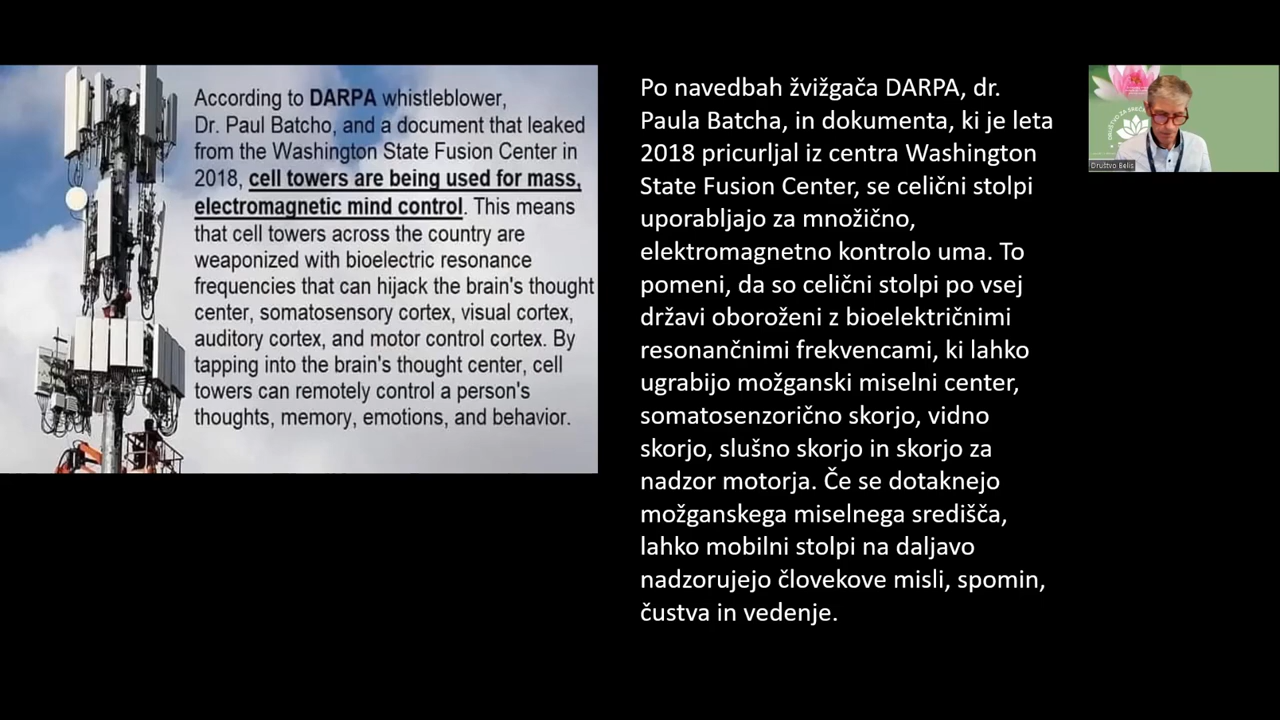 According to DARPA whistleblower,
Dr. Paul Batcho, and a document that leaked
from the Washington State Fusion Center in
2018, cell towers are being used for mass,
electromagnetic mind control. This means
that cell towers across the country are
weaponized with bioelectric resonance
frequencies that can hijack the brain's thought
center, somatosensory cortex, visual cortex,
auditory cortex, and motor control cortex. By
tapping into the brain's thought center, cell
towers can remotely control a person's
thoughts, memory, emotions, and behavior.
Po navedbah žvižgača DARPA, dr.
Paula Batcha, in dokumenta, ki je leta
2018 pricurljal iz centra Washington
State Fusion Center, se celični stolpi
uporabljajo za množično,
elektromagnetno kontrolo uma. To
pomeni, da so celični stolpi po vsej
državi oboroženi z bioelektričnimi
resonančnimi frekvencami, ki lahko
ugrabijo možganski miselni center,
somatosenzorično skorjo, vidno
skorjo, slušno skorjo in skorjo za
nadzor motorja. Če se dotaknejo
možganskega miselnega središča,
lahko mobilni stolpi na daljavo
nadzorujejo človekove misli, spomin,
čustva in vedenje.
Društvo Belis